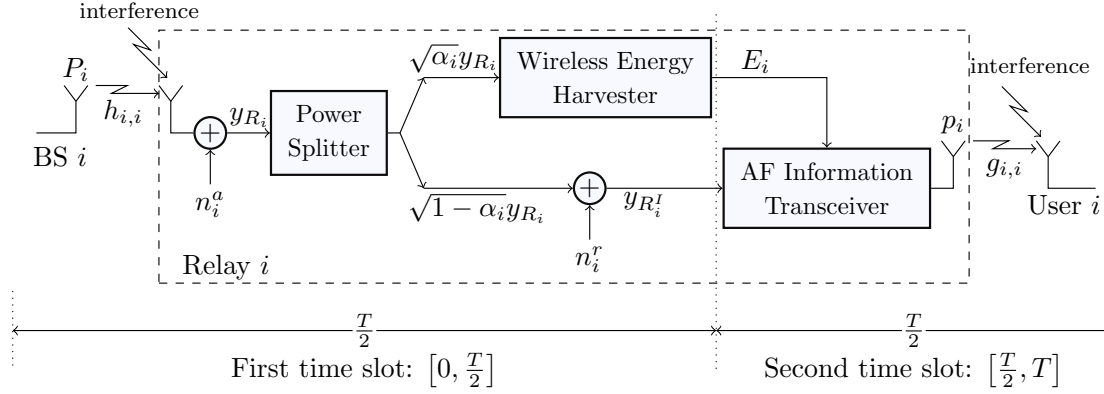 interference
P_i
h_{i,i}
BS i
n_i^a
y_{R_i}
Power
Splitter
√α_i y_{R_i}
√1 − α_i y_{R_i}
Wireless Energy
Harvester
E_i
n_i^r
y_{R_i^I}
AF Information
Transceiver
p_i
interference
g_{i,i}
User i
Relay i
T/2
T/2
First time slot: [0, T/2]
Second time slot: [T/2, T]